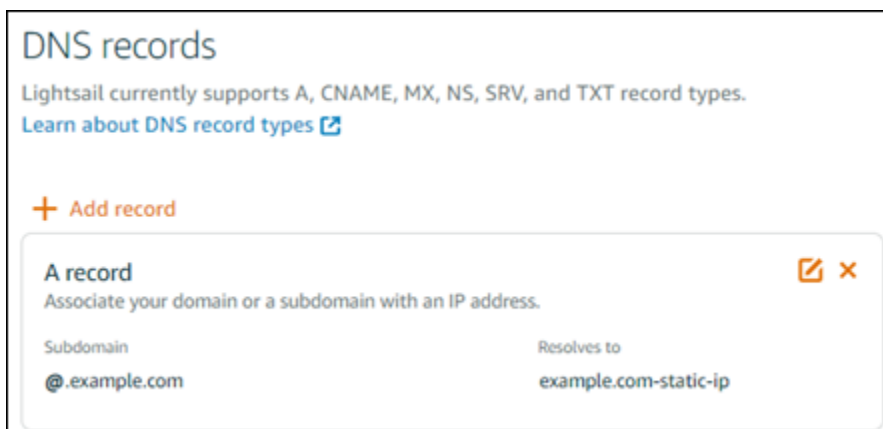 DNS records
Lightsail currently supports A, CNAME, MX, NS, SRV, and TXT record types.
Learn about DNS record types
+ Add record
A record
Associate your domain or a subdomain with an IP address.
Subdomain
Resolves to
@.example.com
example.com-static-ip